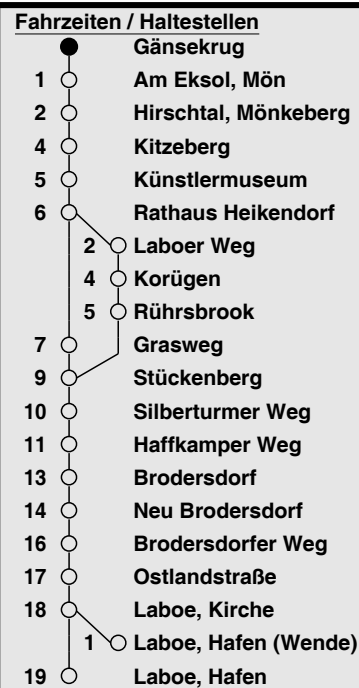 Fahrzeiten / Haltestellen
Gänsekrug
1 Am Eksol, Mön
2 Hirschtal, Mönkeberg
4 Kitzeberg
5 Künstlermuseum
6 Rathaus Heikendorf
2 Laboer Weg
4 Korügen
5 Rührsbrook
7 Grasweg
9 Stückenberg
10 Silberturmer Weg
11 Haffkamper Weg
13 Brodersdorf
14 Neu Brodersdorf
16 Brodersdorfer Weg
17 Ostlandstraße
18 Laboe, Kirche
1 Laboe, Hafen (Wende)
19 Laboe, Hafen